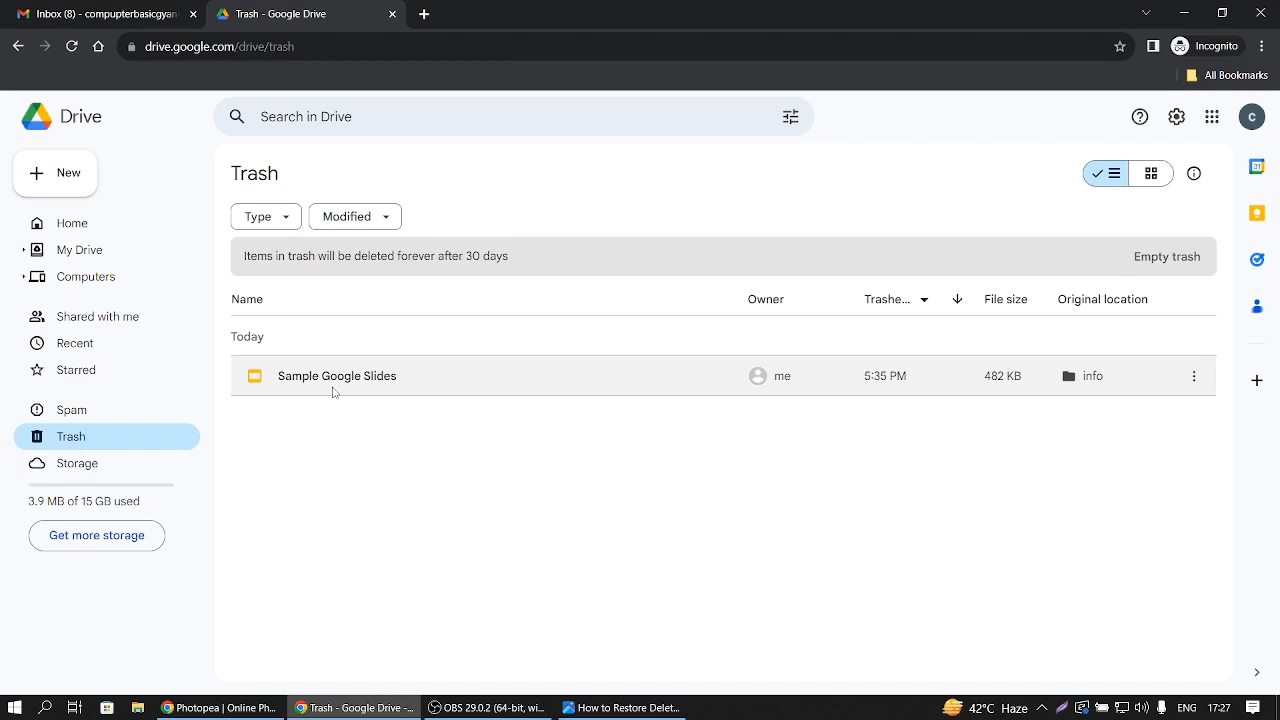 Inbox (8) - computerbasicgyan
Trash - Google Drive
drive.google.com/drive/trash
Incognito
All Bookmarks
Drive
Search in Drive
C
31
New
Trash
Home
My Drive
Computers
Type
Modified
Items in trash will be deleted forever after 30 days
Empty trash
Name
Owner
Trashe...
File size
Original location
Shared with me
Recent
Starred
Today
Sample Google Slides
me
5:35 PM
482 KB
info
Spam
Trash
Storage
3.9 MB of 15 GB used
Get more storage
Photopea | Online Ph...
Trash - Google Drive -...
OBS 29.0.2 (64-bit, wi...
How to Restore Delet...
42°C Haze
ENG
17:27